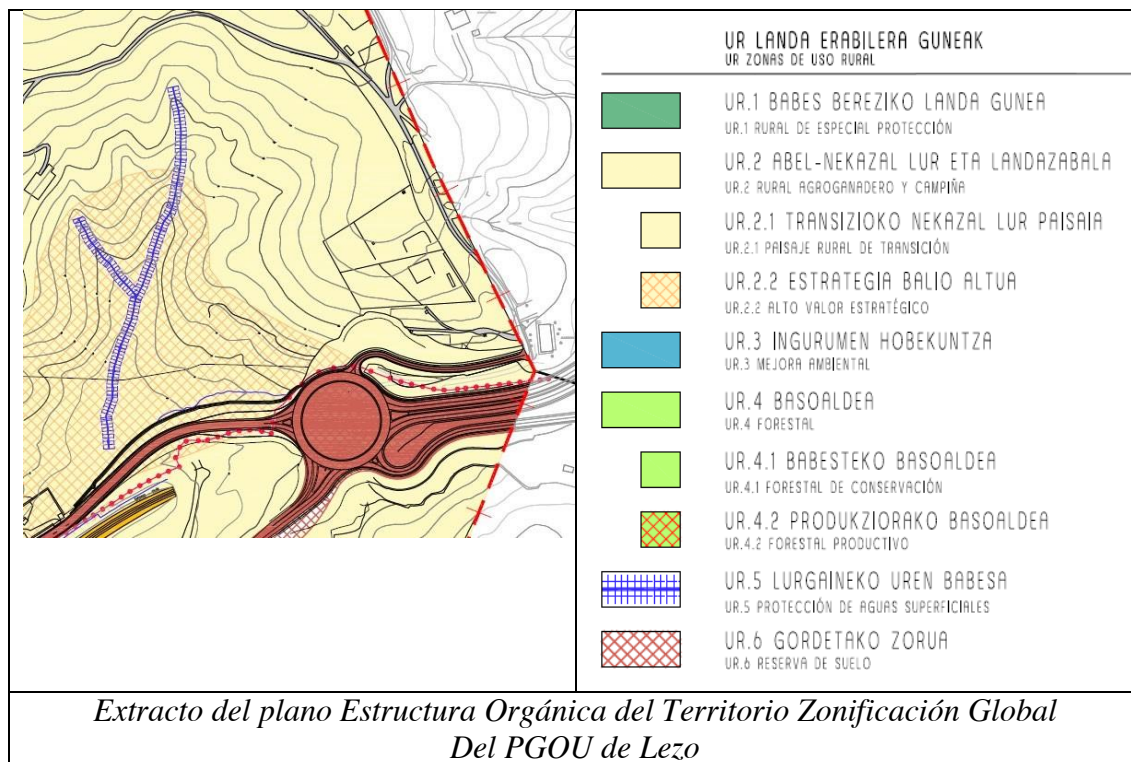 UR LANDA ERABILERA GUNEAK
UR ZONAS DE USO RURAL
UR.1 BABES BEREZIKO LANDA GUNEA
UR.1 RURAL DE ESPECIAL PROTECCIÓN
UR.2 ABEL-NEKAZAL LUR ETA LANDAZABALA
UR.2 RURAL AGROGANADERO Y CAMPIÑA
UR.2.1 TRANSIZIOKO NEKAZAL LUR PAISAIA
UR.2.1 PAISAJE RURAL DE TRANSICIÓN
UR.2.2 ESTRATEGIA BALIO ALTUA
UR.2.2 ALTO VALOR ESTRATÉGICO
UR.3 INGURUMEN HOBEKUNTZA
UR.3 MEJORA AMBIENTAL
UR.4 BASOALDEA
UR.4 FORESTAL
UR.4.1 BABESTEKO BASOALDEA
UR.4.1 FORESTAL DE CONSERVACIÓN
UR.4.2 PRODUKZIORAKO BASOALDEA
UR.4.2 FORESTAL PRODUCTIVO
UR.5 LURGAINEKO UREN BABESA
UR.5 PROTECCIÓN DE AGUAS SUPERFICIALES
UR.6 GORDETAKO ZORUA
UR.6 RESERVA DE SUELO
Extracto del plano Estructura Orgánica del Territorio Zonificación Global
Del PGOU de Lezo